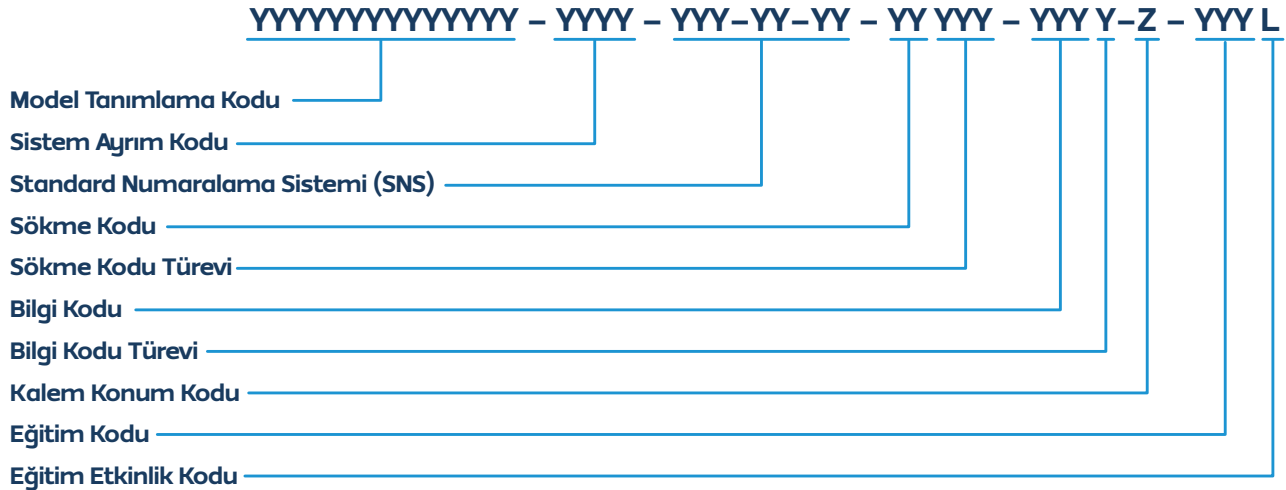 YYYYYYYYYYYYYY – YYYY – YYY–YY–YY – YY YYY – YYY Y–Z – YYY L
Model Tanımlama Kodu
Sistem Ayrım Kodu
Standard Numaralama Sistemi (SNS)
Sökme Kodu
Sökme Kodu Türevi
Bilgi Kodu
Bilgi Kodu Türevi
Kalem Konum Kodu
Eğitim Kodu
Eğitim Etkinlik Kodu